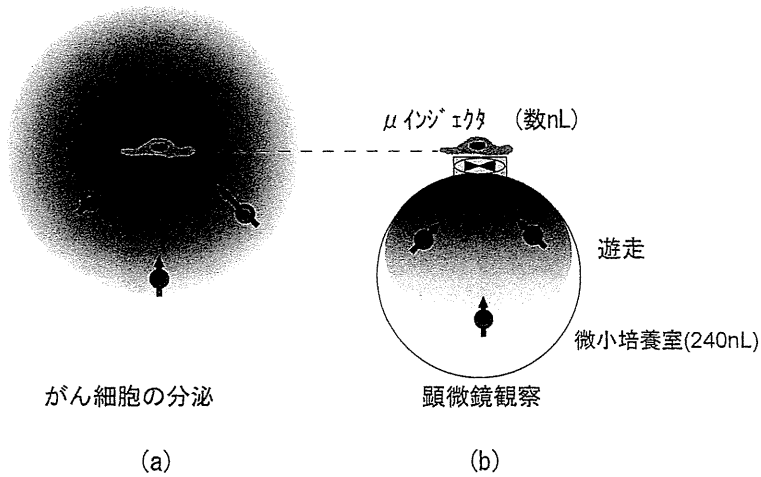 μインジェクタ (数nL)
遊走
微小培養室(240nL)
がん細胞の分泌
顕微鏡観察
(a)
(b)